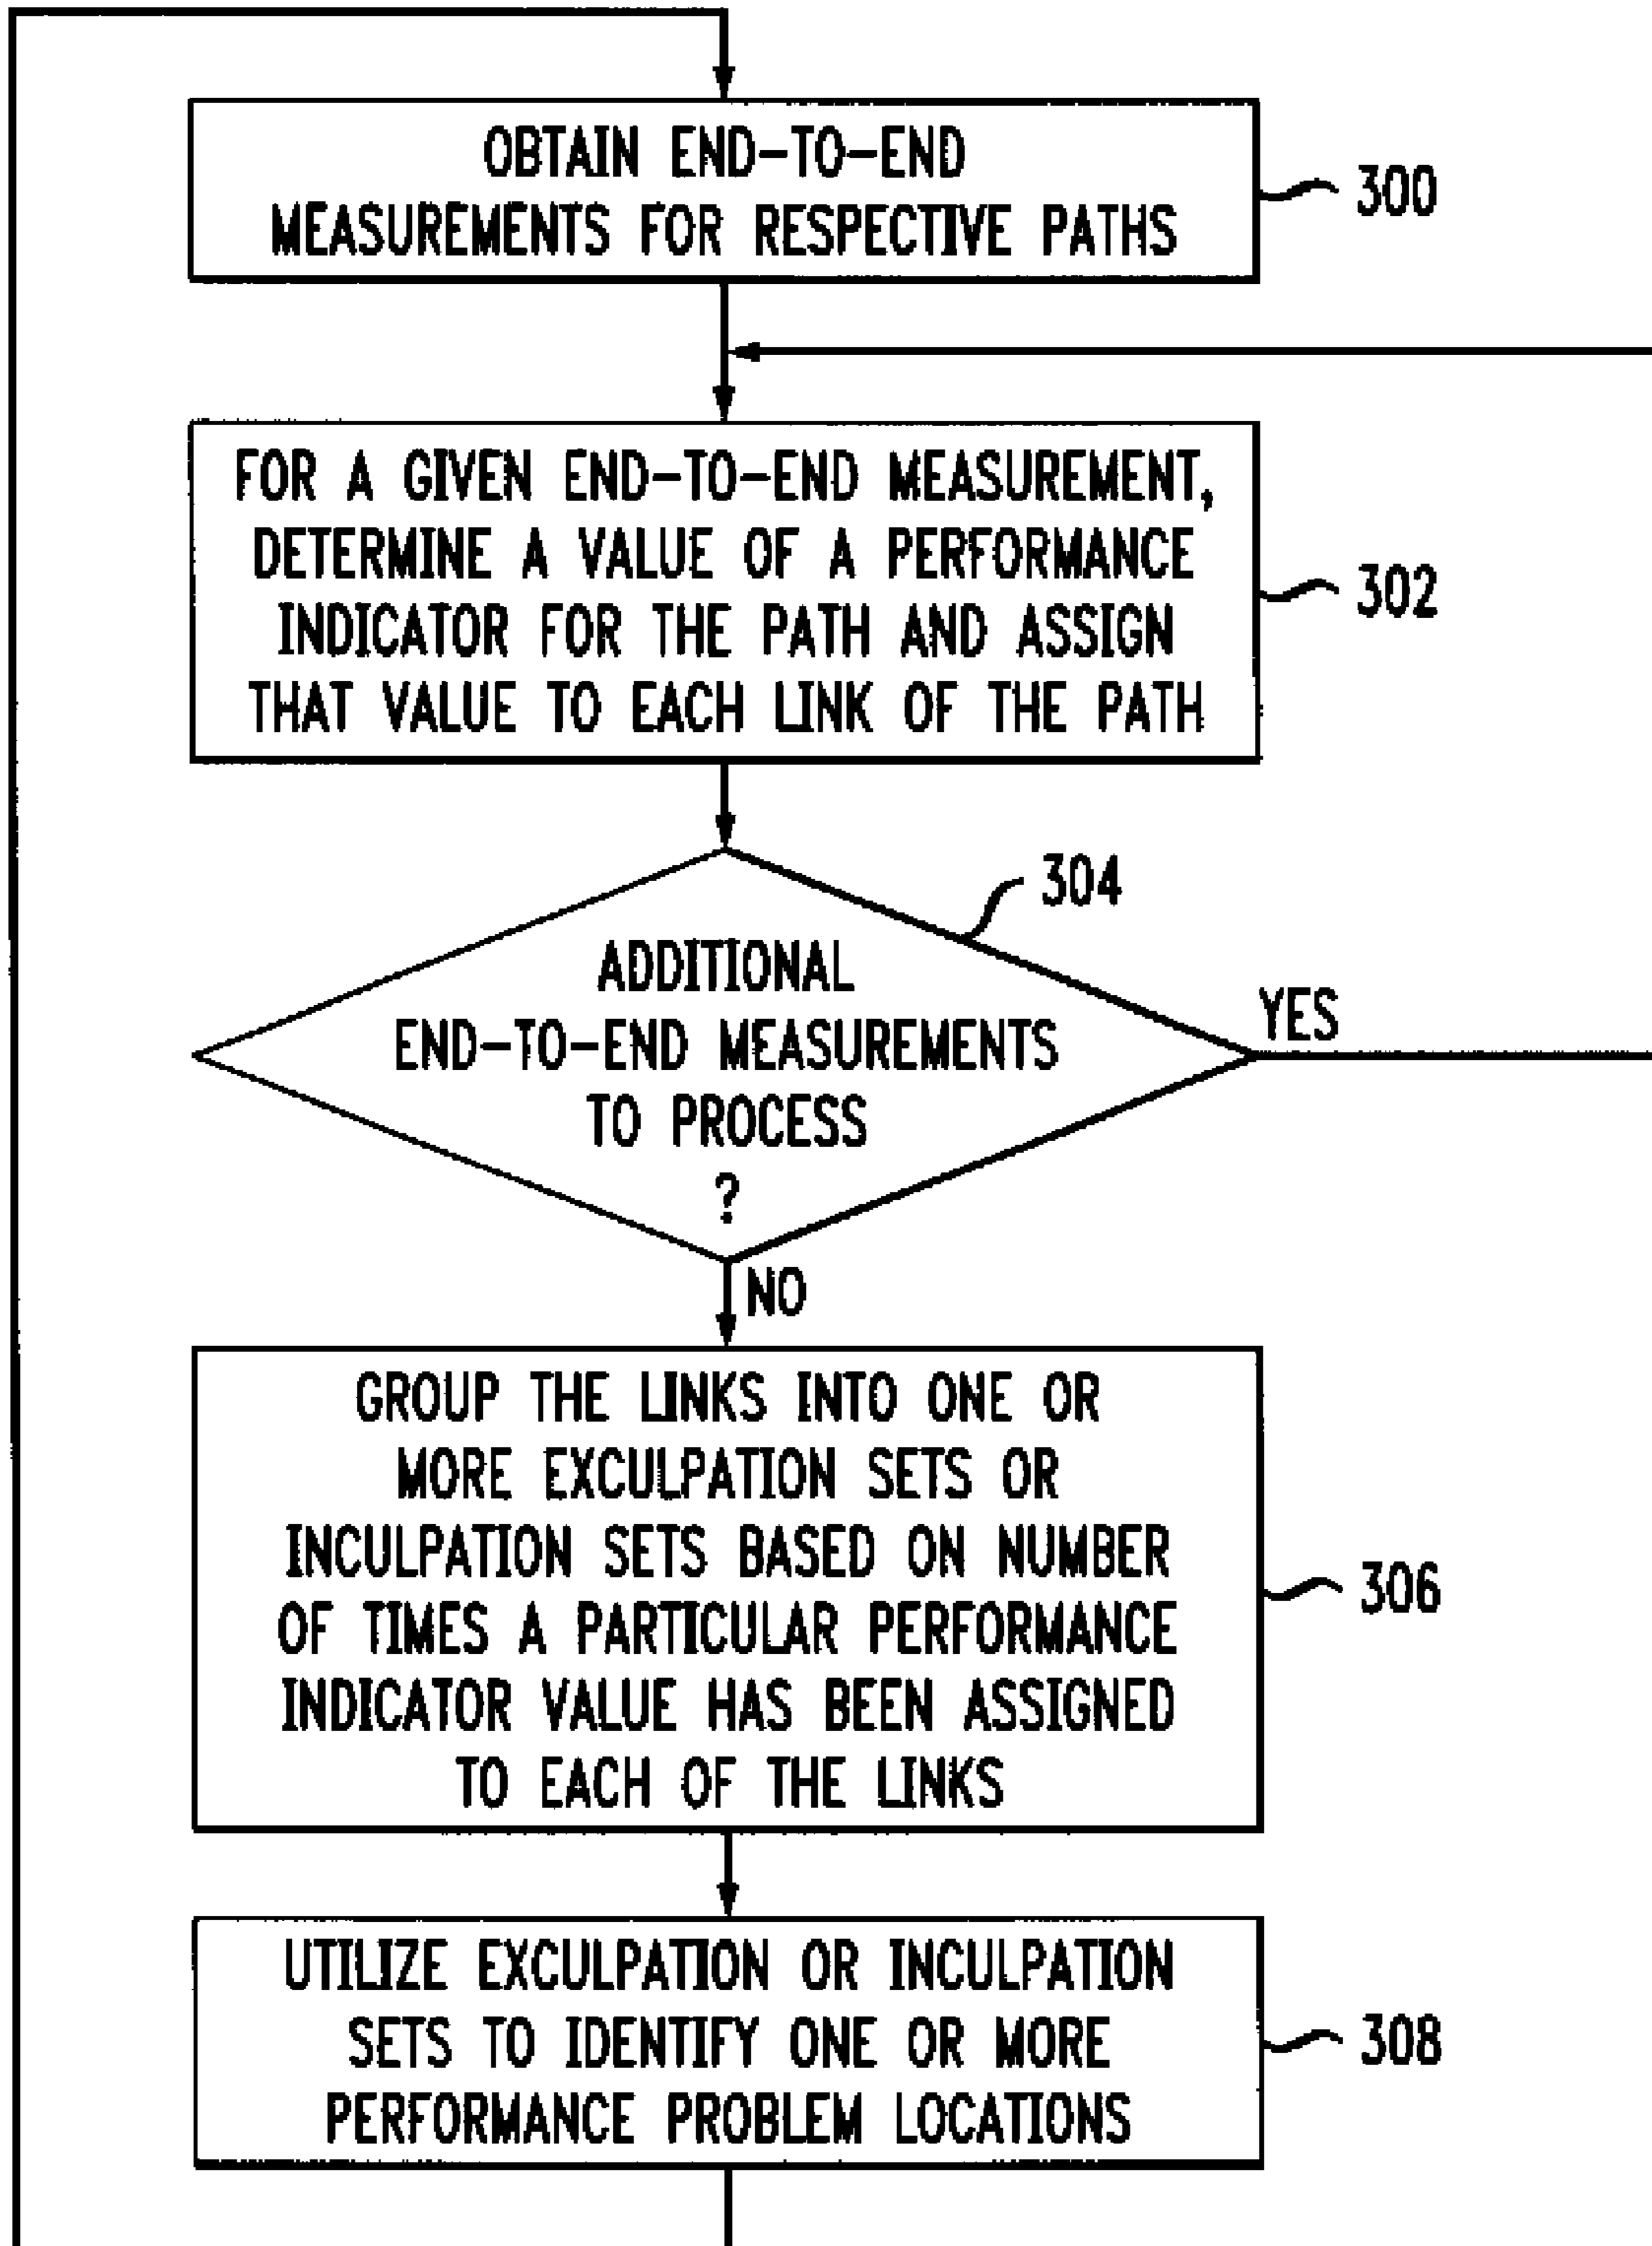 OBTAIN END-TO-END
MEASUREMENTS FOR RESPECTIVE PATHS
300
FOR A GIVEN END-TO-END MEASUREMENT,
DETERMINE A VALUE OF A PERFORMANCE
INDICATOR FOR THE PATH AND ASSIGN
THAT VALUE TO EACH LINK OF THE PATH
302
304
ADDITIONAL
END-TO-END MEASUREMENTS
TO PROCESS
?
YES
NO
GROUP THE LINKS INTO ONE OR
MORE EXCULPATION SETS OR
INCULPATION SETS BASED ON NUMBER
OF TIMES A PARTICULAR PERFORMANCE
INDICATOR VALUE HAS BEEN ASSIGNED
TO EACH OF THE LINKS
306
UTILIZE EXCULPATION OR INCULPATION
SETS TO IDENTIFY ONE OR MORE
PERFORMANCE PROBLEM LOCATIONS
308